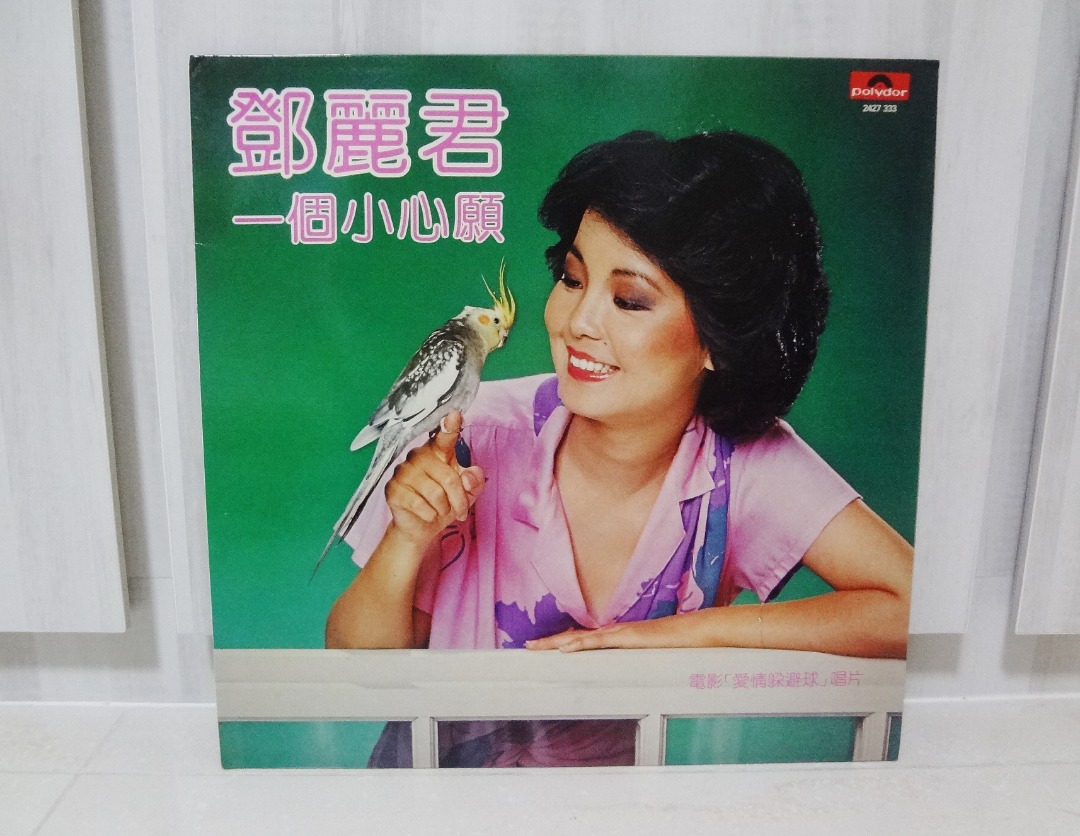 鄧麗君
一個小心願
polydor
2427 333
電影「愛情躲避球」唱片